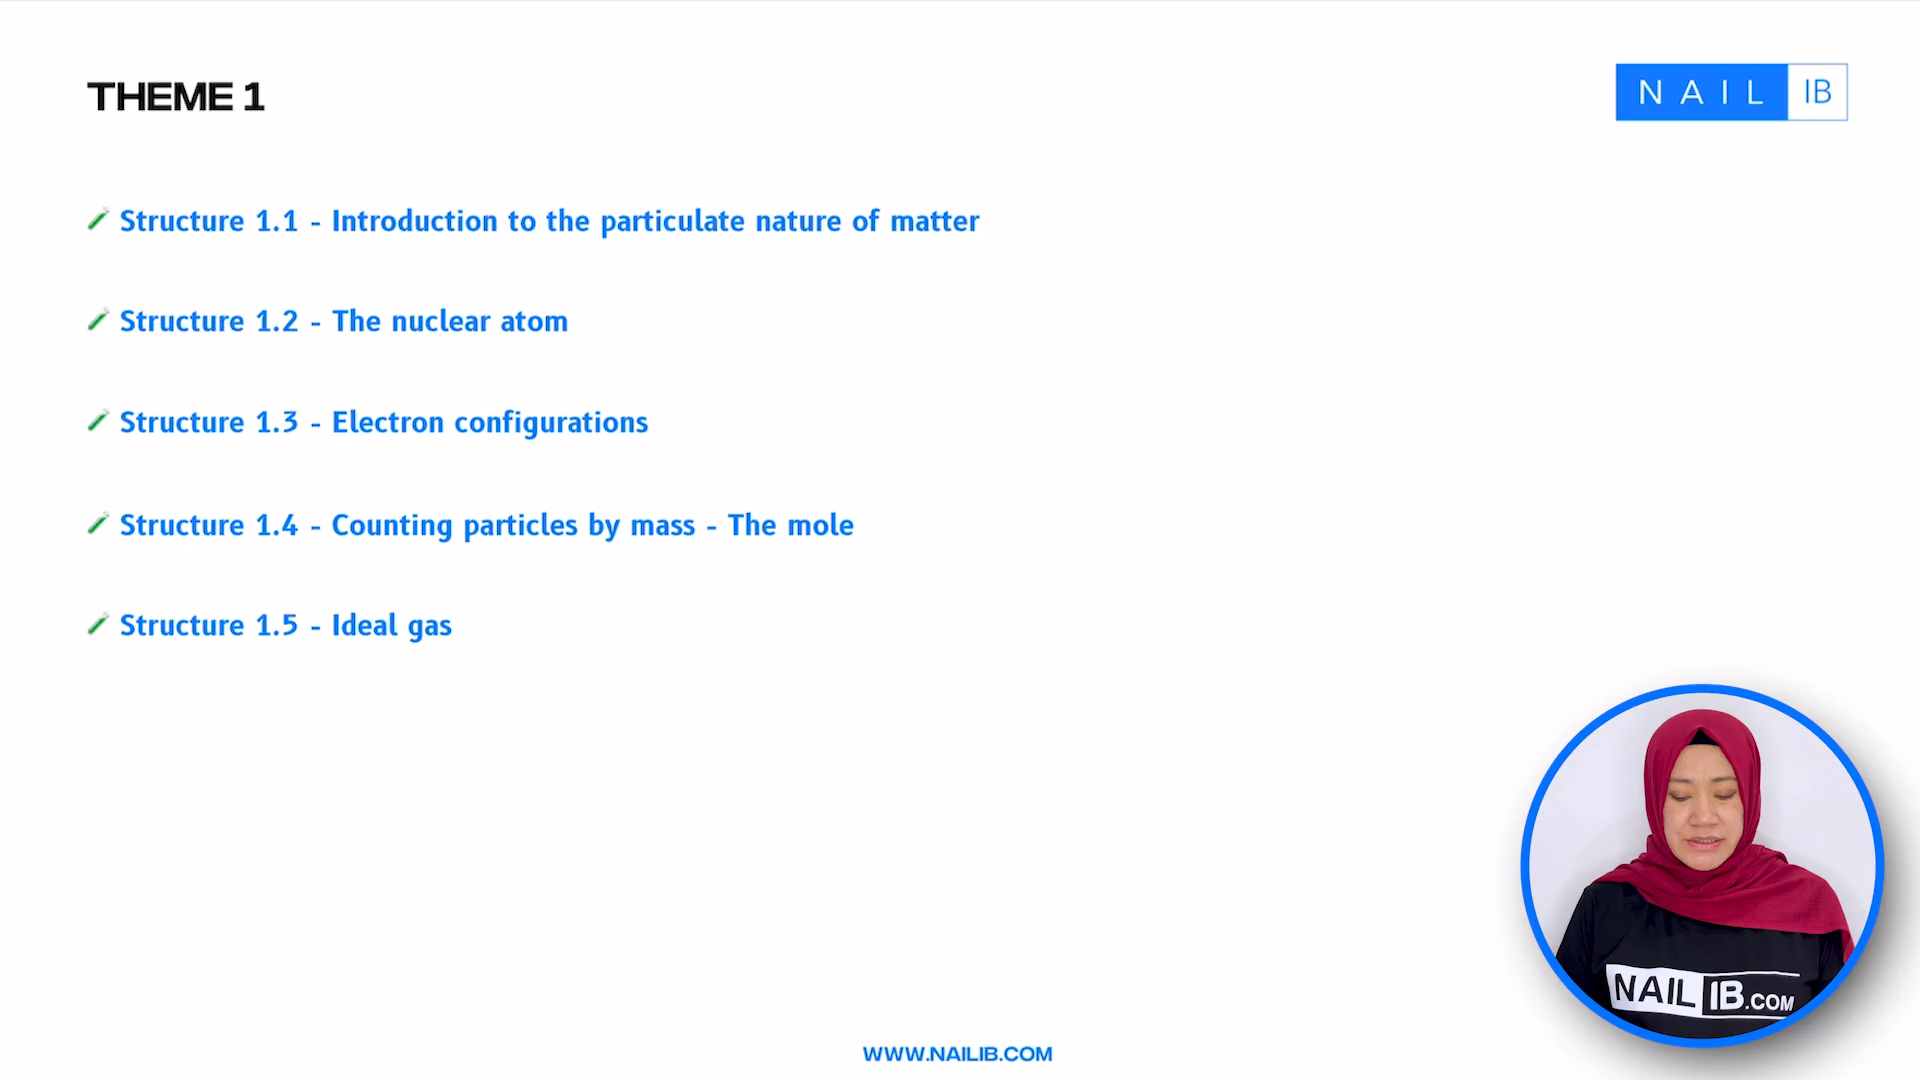 THEME 1
NAIL IB
Structure 1.1 - Introduction to the particulate nature of matter
Structure 1.2 - The nuclear atom
Structure 1.3 - Electron configurations
Structure 1.4 - Counting particles by mass - The mole
Structure 1.5 - Ideal gas
NAIL IB.COM
WWW.NAILIB.COM